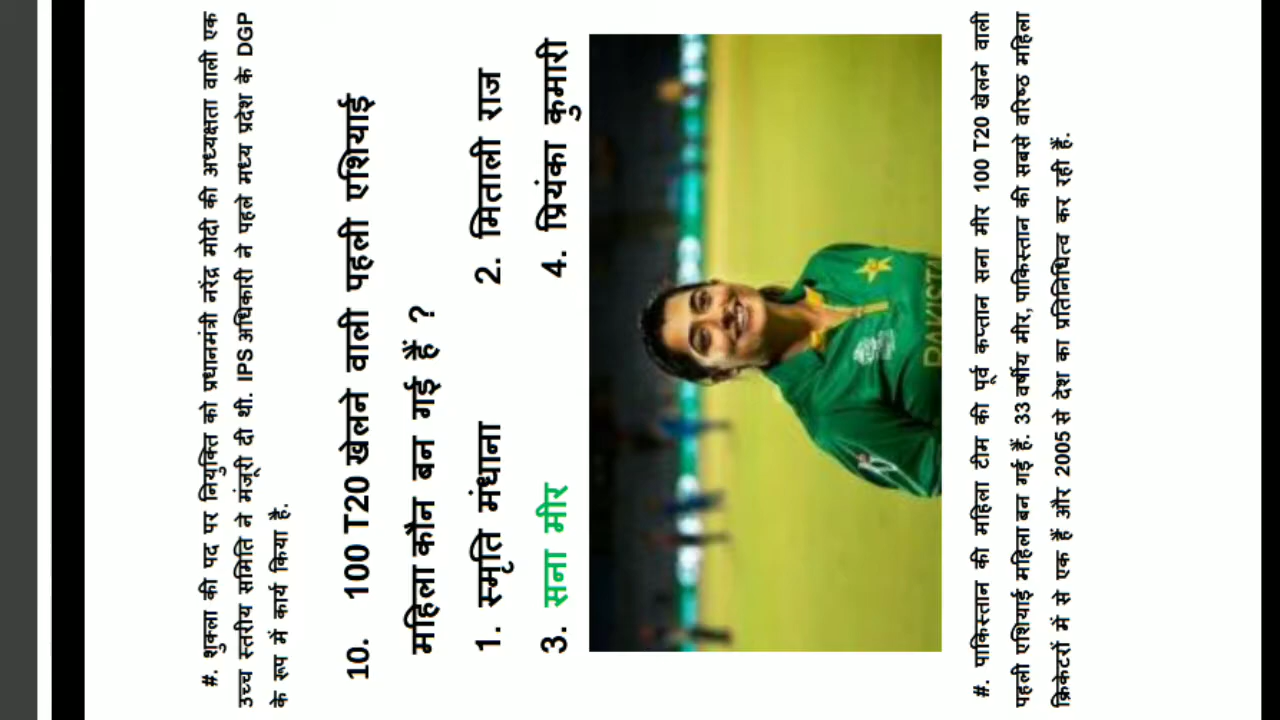 #. शुक्ला की पद पर नियुक्ति को प्रधानमंत्री नरेंद्र मोदी की अध्यक्षता वाली एक
उच्च स्तरीय समिति ने मंजूरी दी थी. IPS अधिकारी ने पहले मध्य प्रदेश के DGP
के रूप में कार्य किया है.
10. 100 T20 खेलने वाली पहली एशियाई
महिला कौन बन गई हैं ?
1. स्मृति मंधाना 2. मिताली राज
3. सना मीर 4. प्रियंका कुमारी
PAKISTA
#. पाकिस्तान की महिला टीम की पूर्व कप्तान सना मीर 100 T20 खेलने वाली
पहली एशियाई महिला बन गई हैं. 33 वर्षीय मीर, पाकिस्तान की सबसे वरिष्ठ महिला
क्रिकेटरों में से एक हैं और 2005 से देश का प्रतिनिधित्व कर रही हैं.